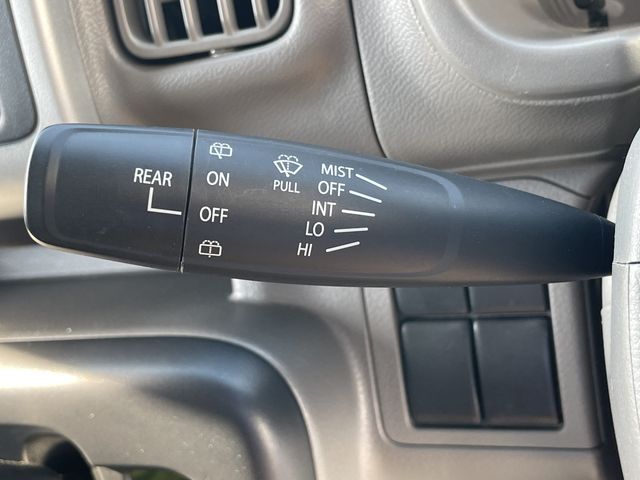 REAR
ON
OFF
PULL
MIST
OFF
INT
LO
HI